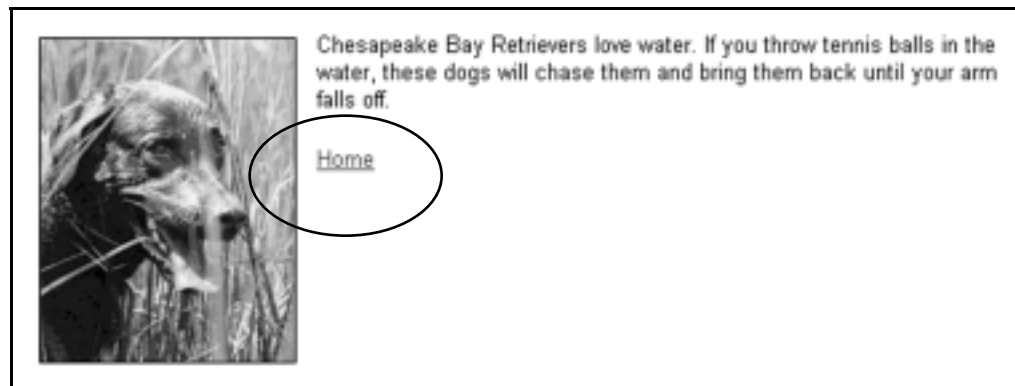 Chesapeake Bay Retrievers love water. If you throw tennis balls in the
water, these dogs will chase them and bring them back until your arm
falls off.
Home